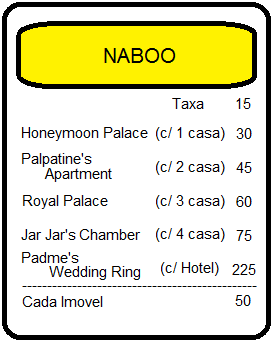 NABOO
Taxa 15
Honeymoon Palace (c/ 1 casa) 30
Palpatine's
Apartment (c/ 2 casa) 45
Royal Palace (c/ 3 casa) 60
Jar Jar's Chamber (c/ 4 casa) 75
Padme's
Wedding Ring (c/ Hotel) 225
Cada Imovel 50